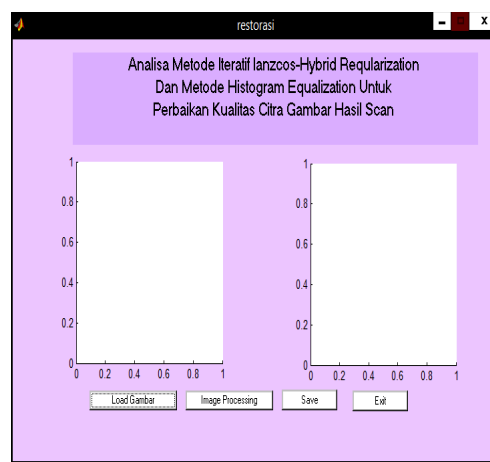 restorasi
Analisa Metode Iteratif lanzcos-Hybrid Reqularization
Dan Metode Histogram Equalization Untuk
Perbaikan Kualitas Citra Gambar Hasil Scan
1
0.8
0.6
0.4
0.2
0
0 0.2 0.4 0.6 0.8 1
1
0.8
0.6
0.4
0.2
0
0 0.2 0.4 0.6 0.8 1
Load Gambar Image Processing Save Exit